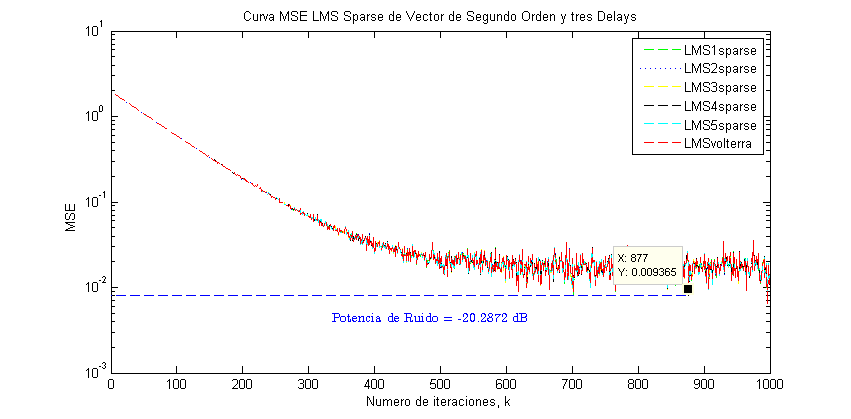 Curva MSE LMS Sparse de Vector de Segundo Orden y tres Delays
10^1
10^0
10^-1
10^-2
10^-3
MSE
LMS1sparse
LMS2sparse
LMS3sparse
LMS4sparse
LMS5sparse
LMSvolterra
X: 877
Y: 0.009365
Potencia de Ruido = -20.2872 dB
0 100 200 300 400 500 600 700 800 900 1000
Numero de iteraciones, k